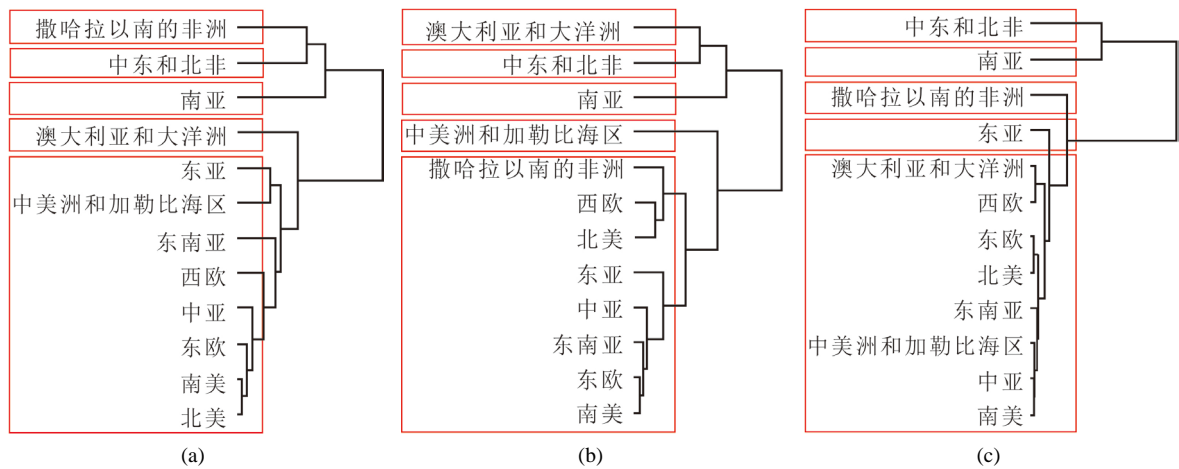 撒哈拉以南的非洲
中东和北非
南亚
澳大利亚和大洋洲
东亚
中美洲和加勒比海区
东南亚
西欧
中亚
东欧
南美
北美
(a)
澳大利亚和大洋洲
中东和北非
南亚
中美洲和加勒比海区
撒哈拉以南的非洲
西欧
北美
东亚
中亚
东南亚
东欧
南美
(b)
中东和北非
南亚
撒哈拉以南的非洲
东亚
澳大利亚和大洋洲
西欧
东欧
北美
东南亚
中美洲和加勒比海区
中亚
南美
(c)